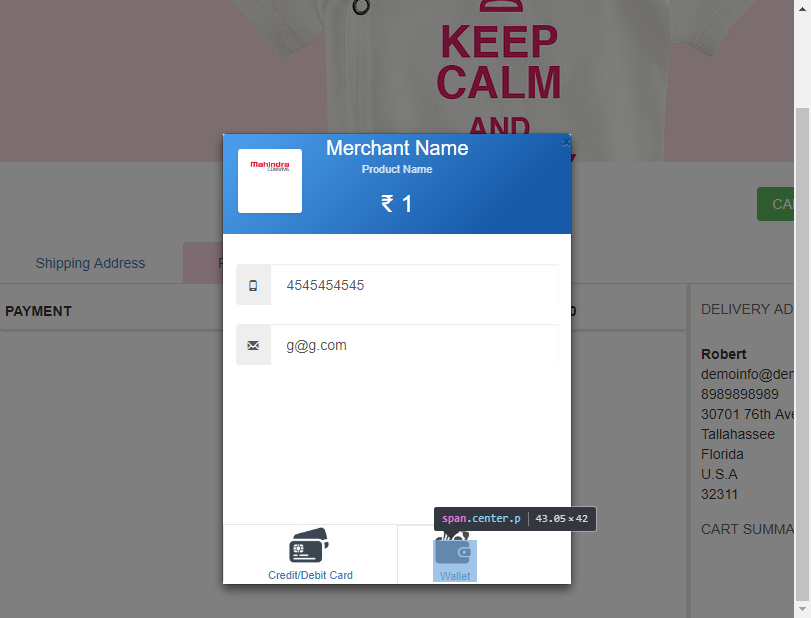 KEEP
CALM
AND
Merchant Name
×
Mahindra
COMVIVA
Product Name
₹ 1
Shipping Address
4545454545
PAYMENT
0
DELIVERY AD
g@g.com
Robert
demoinfo@der
8989898989
30701 76th Ave
Tallahassee
Florida
U.S.A
32311
span.center.p | 43.05 × 42
CART SUMMA
Credit/Debit Card
Wallet